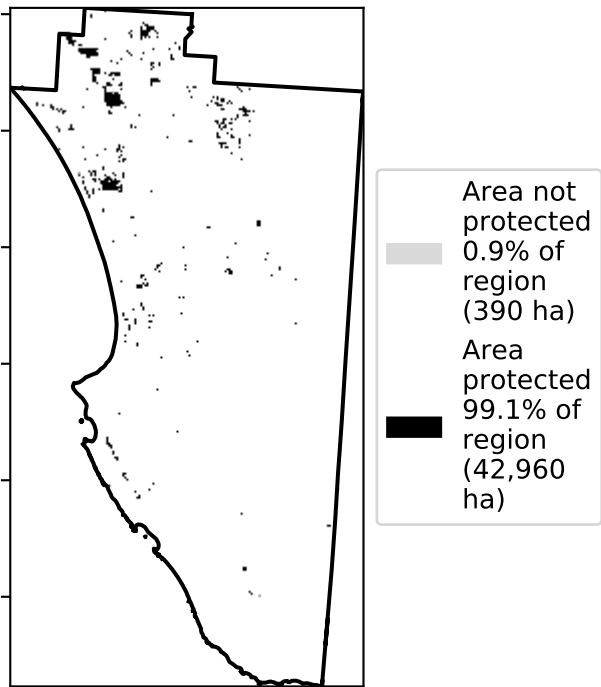 Area not
protected
0.9% of
region
(390 ha)
Area
protected
99.1% of
region
(42,960
ha)